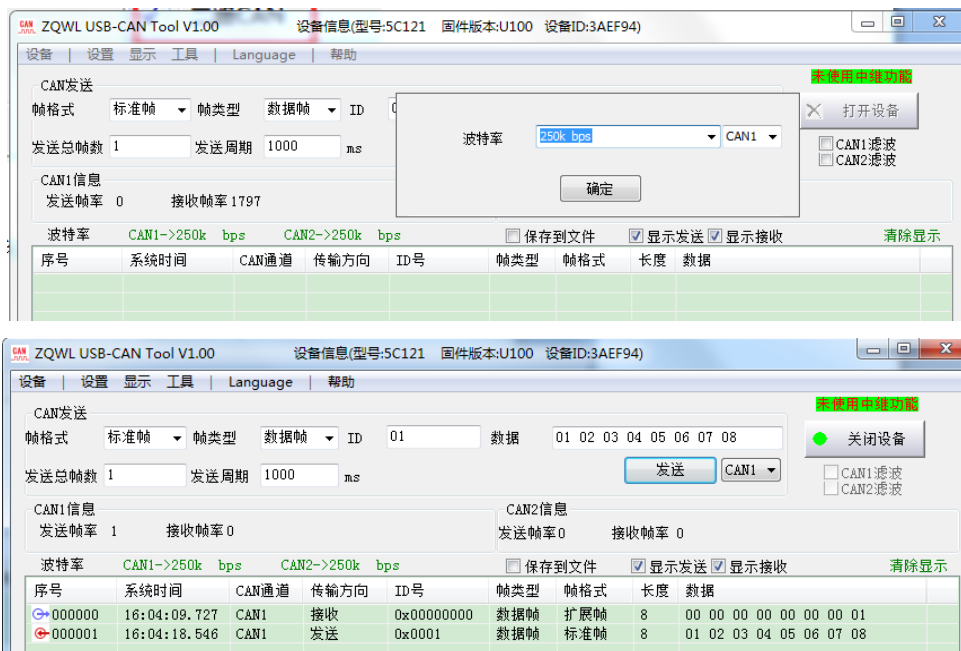 ZQWL USB-CAN Tool V1.00 设备信息(型号:5C121 固件版本:U100 设备ID:3AEF94)
设备 | 设置 显示 工具 | Language | 帮助
未使用中继功能
CAN发送
帧格式 标准帧 帧类型 数据帧 ID
打开设备
波特率 250k bps CAN1
CAN1滤波
CAN2滤波
发送总帧数 1 发送周期 1000 ms
确定
CAN1信息
发送帧率 0 接收帧率 1797
波特率 CAN1->250k bps CAN2->250k bps 保存到文件 显示发送 显示接收 清除显示
序号 系统时间 CAN通道 传输方向 ID号 帧类型 帧格式 长度 数据
ZQWL USB-CAN Tool V1.00 设备信息(型号:5C121 固件版本:U100 设备ID:3AEF94)
设备 | 设置 显示 工具 | Language | 帮助
未使用中继功能
CAN发送
帧格式 标准帧 帧类型 数据帧 ID 01 数据 01 02 03 04 05 06 07 08
关闭设备
发送总帧数 1 发送周期 1000 ms 发送 CAN1
CAN1滤波
CAN2滤波
CAN1信息 CAN2信息
发送帧率 1 接收帧率 0 发送帧率 0 接收帧率 0
波特率 CAN1->250k bps CAN2->250k bps 保存到文件 显示发送 显示接收 清除显示
序号 系统时间 CAN通道 传输方向 ID号 帧类型 帧格式 长度 数据
000000 16:04:09.727 CAN1 接收 0x00000000 数据帧 扩展帧 8 00 00 00 00 00 00 00 01
000001 16:04:18.546 CAN1 发送 0x0001 数据帧 标准帧 8 01 02 03 04 05 06 07 08